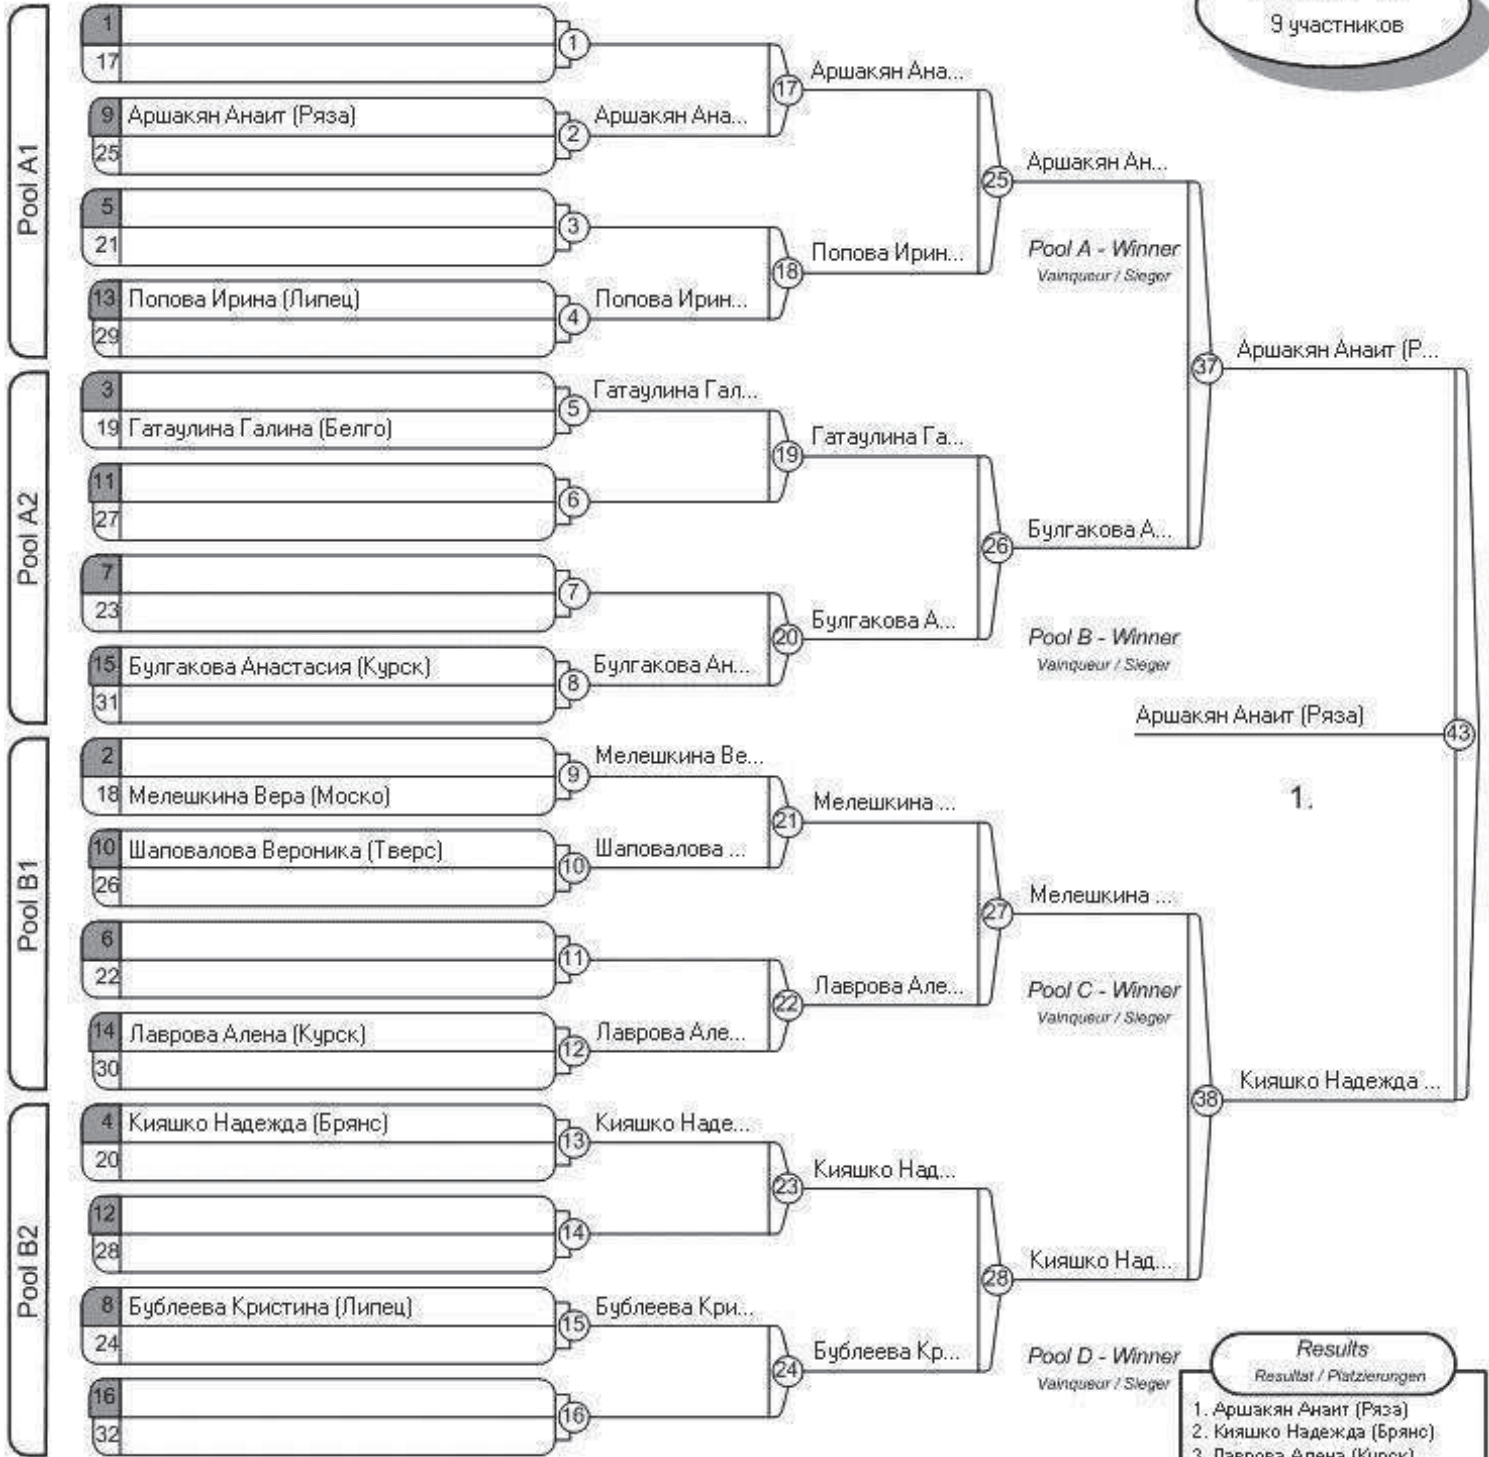 9 участников
Pool A1
1
17
1
9 Аршакян Анаит (Ряза)
25
2
Аршакян Ана...
5
21
3
13 Попова Ирина (Липец)
29
4
Попова Ирин...
17
Аршакян Ана...
18
Попова Ирин...
25
Аршакян Ан...
Pool A - Winner
Vainqueur / Sieger
Pool A2
3
19 Гатаулина Галина (Белго)
5
Гатаулина Гал...
11
27
6
7
23
7
15 Булгакова Анастасия (Курск)
31
8
Булгакова Ан...
19
Гатаулина Га...
20
Булгакова А...
26
Булгакова А...
Pool B - Winner
Vainqueur / Sieger
37
Аршакян Анаит (Р...
Pool B1
2
18 Мелешкина Вера (Моско)
9
Мелешкина Ве...
10 Шаповалова Вероника (Тверс)
26
10
Шаповалова ...
6
22
11
14 Лаврова Алена (Курск)
30
12
Лаврова Але...
21
Мелешкина ...
22
Лаврова Але...
27
Мелешкина ...
Pool C - Winner
Vainqueur / Sieger
Pool B2
4 Кияшко Надежда (Брянс)
20
13
Кияшко Наде...
12
28
14
8 Бублеева Кристина (Липец)
24
15
Бублеева Кри...
16
32
16
23
Кияшко Над...
24
Бублеева Кр...
28
Кияшко Над...
Pool D - Winner
Vainqueur / Sieger
38
Кияшко Надежда ...
Аршакян Анаит (Ряза)
43
1.
Results
Resultat / Platzierungen
1. Аршакян Анаит (Ряза)
2. Кияшко Надежда (Брянс)
3. Лаврова Алена (Курск)